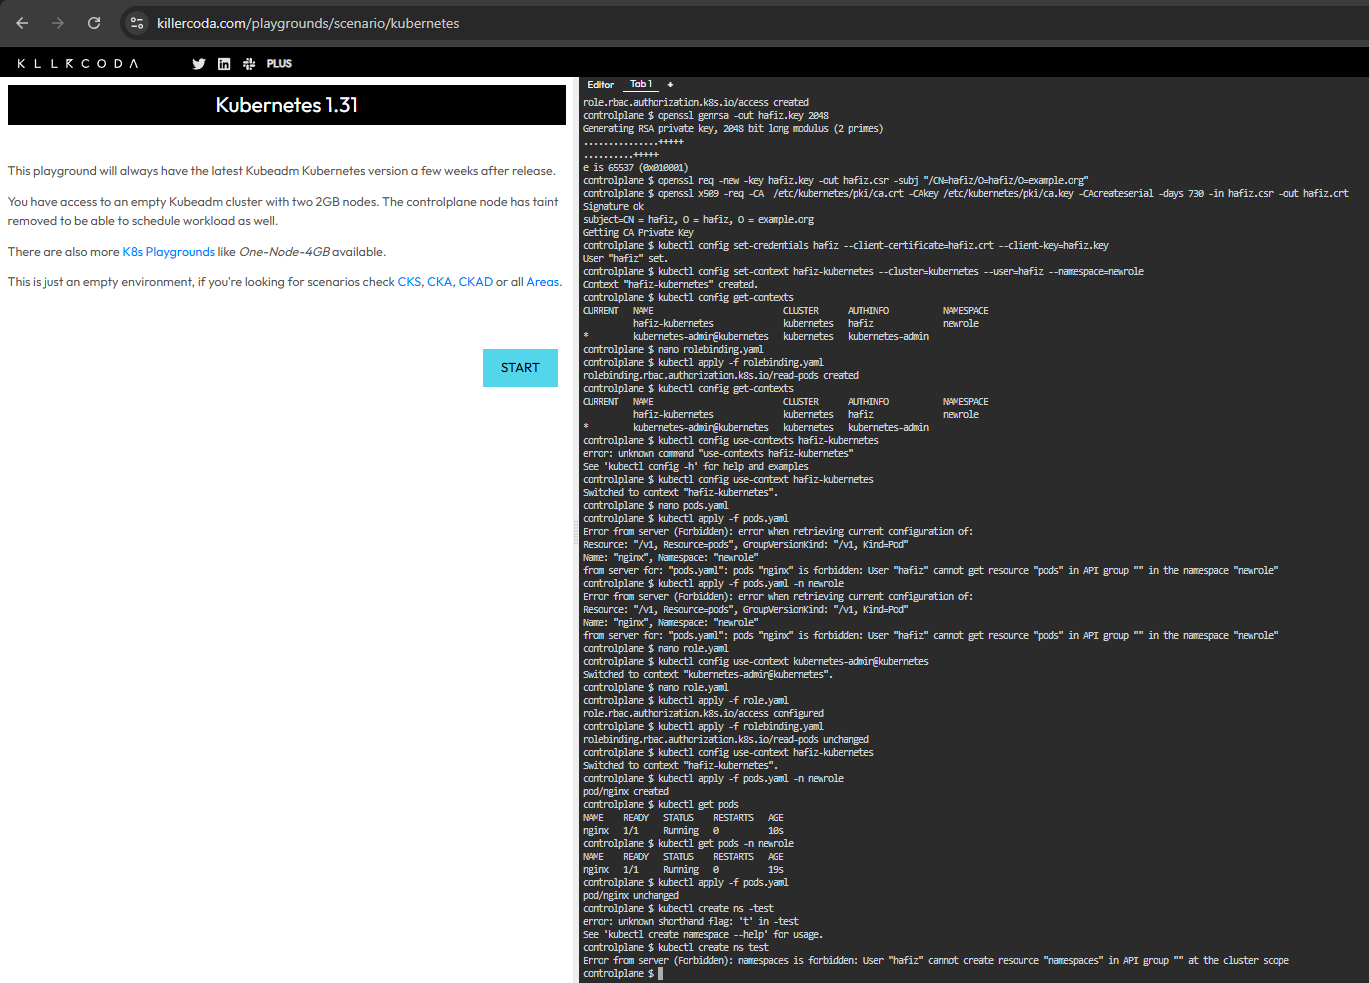 killercoda.com/playgrounds/scenario/kubernetes
KLLRCODA
PLUS
Kubernetes 1.31
This playground will always have the latest Kubeadm Kubernetes version a few weeks after release.
You have access to an empty Kubeadm cluster with two 2GB nodes. The controlplane node has taint
removed to be able to schedule workload as well.
There are also more K8s Playgrounds like One-Node-4GB available.
This is just an empty environment, if you're looking for scenarios check CKS, CKA, CKAD or all Areas.
START
Editor Tab 1 +
role.rbac.authorization.k8s.io/access created
controlplane $ openssl genrsa -out hafiz.key 2048
Generating RSA private key, 2048 bit long modulus (2 primes)
...............+++++
..........+++++
e is 65537 (0x010001)
controlplane $ openssl req -new -key hafiz.key -out hafiz.csr -subj "/CN=hafiz/O=hafiz/O=example.org"
controlplane $ openssl x509 -req -CA  /etc/kubernetes/pki/ca.crt -CAkey /etc/kubernetes/pki/ca.key -CAcreateserial -days 730 -in hafiz.csr -out hafiz.crt
Signature ok
subject=CN = hafiz, O = hafiz, O = example.org
Getting CA Private Key
controlplane $ kubectl config set-credentials hafiz --client-certificate=hafiz.crt --client-key=hafiz.key
User "hafiz" set.
controlplane $ kubectl config set-context hafiz-kubernetes --cluster=kubernetes --user=hafiz --namespace=newrole
Context "hafiz-kubernetes" created.
controlplane $ kubectl config get-contexts
CURRENT   NAME                          CLUSTER      AUTHINFO           NAMESPACE
          hafiz-kubernetes              kubernetes   hafiz              newrole
*         kubernetes-admin@kubernetes   kubernetes   kubernetes-admin
controlplane $ nano rolebinding.yaml
controlplane $ kubectl apply -f rolebinding.yaml
rolebinding.rbac.authorization.k8s.io/read-pods created
controlplane $ kubectl config get-contexts
CURRENT   NAME                          CLUSTER      AUTHINFO           NAMESPACE
          hafiz-kubernetes              kubernetes   hafiz              newrole
*         kubernetes-admin@kubernetes   kubernetes   kubernetes-admin
controlplane $ kubectl config use-contexts hafiz-kubernetes
error: unknown command "use-contexts hafiz-kubernetes"
See 'kubectl config -h' for help and examples
controlplane $ kubectl config use-context hafiz-kubernetes
Switched to context "hafiz-kubernetes".
controlplane $ nano pods.yaml
controlplane $ kubectl apply -f pods.yaml
Error from server (Forbidden): error when retrieving current configuration of:
Resource: "/v1, Resource=pods", GroupVersionKind: "/v1, Kind=Pod"
Name: "nginx", Namespace: "newrole"
from server for: "pods.yaml": pods "nginx" is forbidden: User "hafiz" cannot get resource "pods" in API group "" in the namespace "newrole"
controlplane $ kubectl apply -f pods.yaml -n newrole
Error from server (Forbidden): error when retrieving current configuration of:
Resource: "/v1, Resource=pods", GroupVersionKind: "/v1, Kind=Pod"
Name: "nginx", Namespace: "newrole"
from server for: "pods.yaml": pods "nginx" is forbidden: User "hafiz" cannot get resource "pods" in API group "" in the namespace "newrole"
controlplane $ nano role.yaml
controlplane $ kubectl config use-context kubernetes-admin@kubernetes
Switched to context "kubernetes-admin@kubernetes".
controlplane $ nano role.yaml
controlplane $ kubectl apply -f role.yaml
role.rbac.authorization.k8s.io/access configured
controlplane $ kubectl apply -f rolebinding.yaml
rolebinding.rbac.authorization.k8s.io/read-pods unchanged
controlplane $ kubectl config use-context hafiz-kubernetes
Switched to context "hafiz-kubernetes".
controlplane $ kubectl apply -f pods.yaml -n newrole
pod/nginx created
controlplane $ kubectl get pods
NAME    READY   STATUS    RESTARTS   AGE
nginx   1/1     Running   0          10s
controlplane $ kubectl get pods -n newrole
NAME    READY   STATUS    RESTARTS   AGE
nginx   1/1     Running   0          19s
controlplane $ kubectl apply -f pods.yaml
pod/nginx unchanged
controlplane $ kubectl create ns -test
error: unknown shorthand flag: 't' in -test
See 'kubectl create namespace --help' for usage.
controlplane $ kubectl create ns test
Error from server (Forbidden): namespaces is forbidden: User "hafiz" cannot create resource "namespaces" in API group "" at the cluster scope
controlplane $